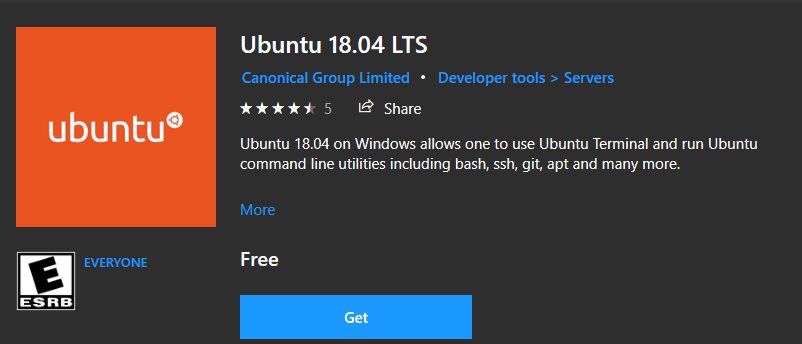 ubuntu
Ubuntu 18.04 LTS
Canonical Group Limited • Developer tools > Servers
5 Share
Ubuntu 18.04 on Windows allows one to use Ubuntu Terminal and run Ubuntu
command line utilities including bash, ssh, git, apt and many more.
More
E
ESRB
EVERYONE
Free
Get